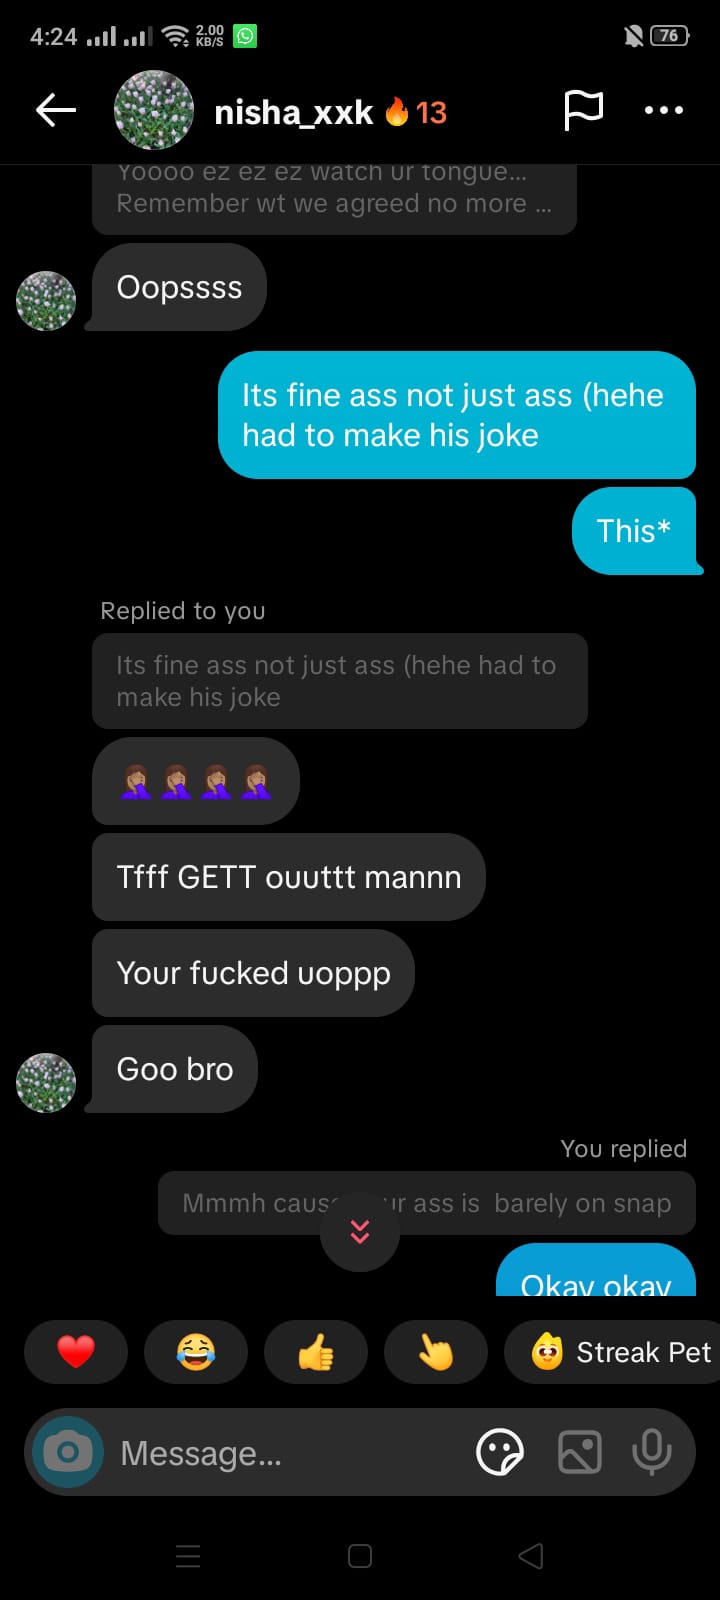 4:24
2.00
KB/S
76
nisha_xxk 🔥13
Yoooo ez ez ez watch ur tongue...
Remember wt we agreed no more ...
Oopssss
Its fine ass not just ass (hehe
had to make his joke
This*
Replied to you
Its fine ass not just ass (hehe had to
make his joke
🤦🏽‍♀️🤦🏽‍♀️🤦🏽‍♀️🤦🏽‍♀️
Tfff GETT ouuttt mannn
Your fucked uoppp
Goo bro
You replied
Mmmh ur ass is barely on snap
Okay okay
❤️ 😂 👍 👆 Streak Pet
Message...